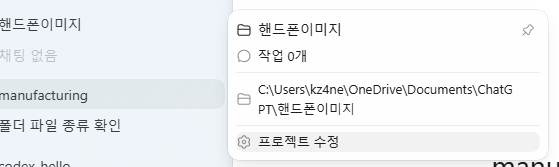 핸드폰이미지
채팅 없음
manufacturing
폴더 파일 종류 확인
codex-hello
핸드폰이미지
작업 0개
C:\Users\kz4ne\OneDrive\Documents\ChatG
PT\핸드폰이미지
프로젝트 수정